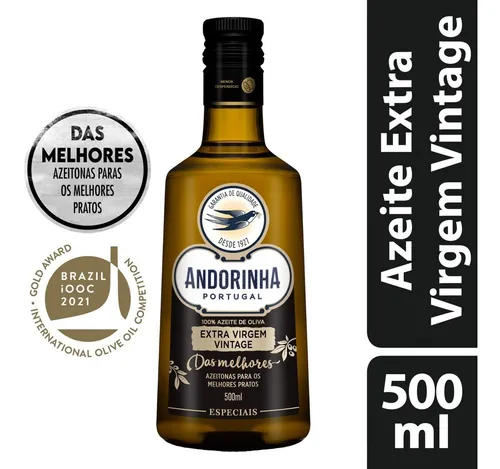 DAS
MELHORES
AZEITONAS PARAS
OS MELHORES
PRATOS
GOLD AWARD
BRAZIL
iOOC
2021
INTERNATIONAL OLIVE OIL COMPETITION
GARANTIA DE QUALIDADE
DESDE 1927
ANDORINHA
PORTUGAL
100% AZEITE DE OLIVA
EXTRA VIRGEM
VINTAGE
Das melhores
AZEITONAS PARA OS
MELHORES PRATOS
500ml
ESPECIAIS
Azeite Extra
Virgem Vintage
500
ml